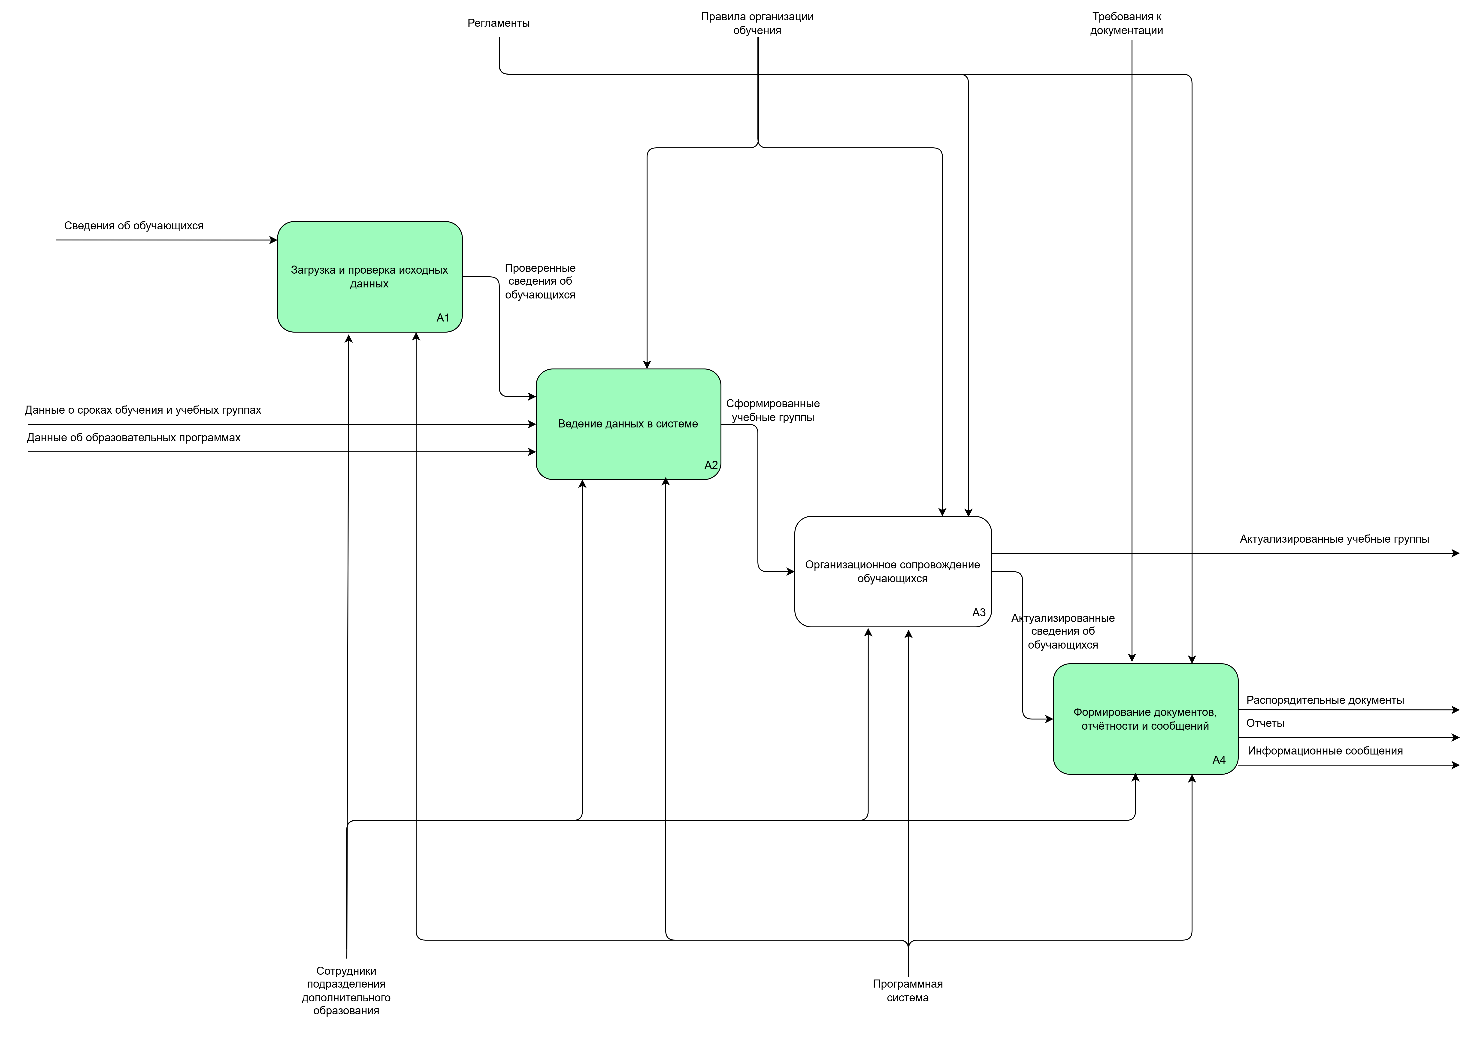 Регламенты
Правила организации
обучения
Требования к
документации
Сведения об обучающихся
Загрузка и проверка исходных
данных
A1
Проверенные
сведения об
обучающихся
Данные о сроках обучения и учебных группах
Данные об образовательных программах
Ведение данных в системе
A2
Сформированные
учебные группы
Организационное сопровождение
обучающихся
A3
Актуализированные учебные группы
Актуализированные
сведения об
обучающихся
Формирование документов,
отчётности и сообщений
A4
Распорядительные документы
Отчеты
Информационные сообщения
Сотрудники
подразделения
дополнительного
образования
Программная
система